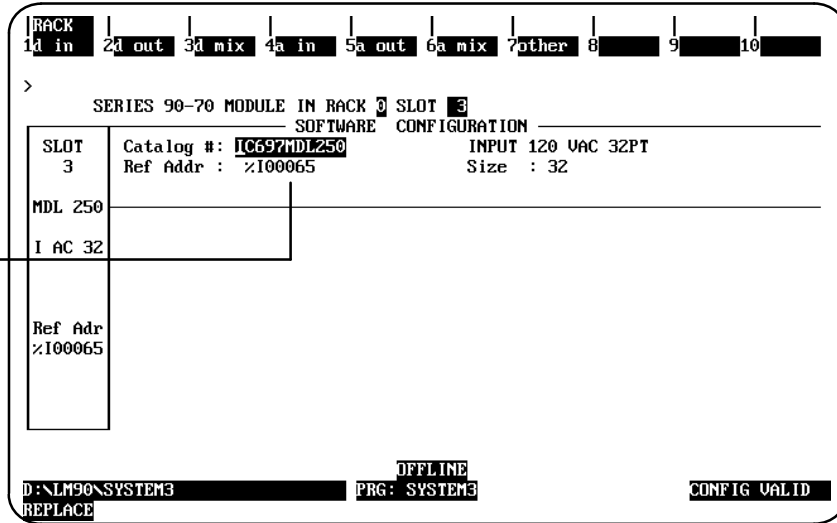 RACK
1d in 2d out 3d mix 4a in 5a out 6a mix 7other 8 9 10
>
SERIES 90-70 MODULE IN RACK 0 SLOT 3
SOFTWARE CONFIGURATION
SLOT
3
MDL 250
I AC 32
Ref Adr
%I00065
Catalog #: IC697MDL250 INPUT 120 VAC 32PT
Ref Addr : %I00065 Size : 32
OFFLINE
D:\LM90\SYSTEM3 PRG: SYSTEM3 CONFIG VALID
REPLACE